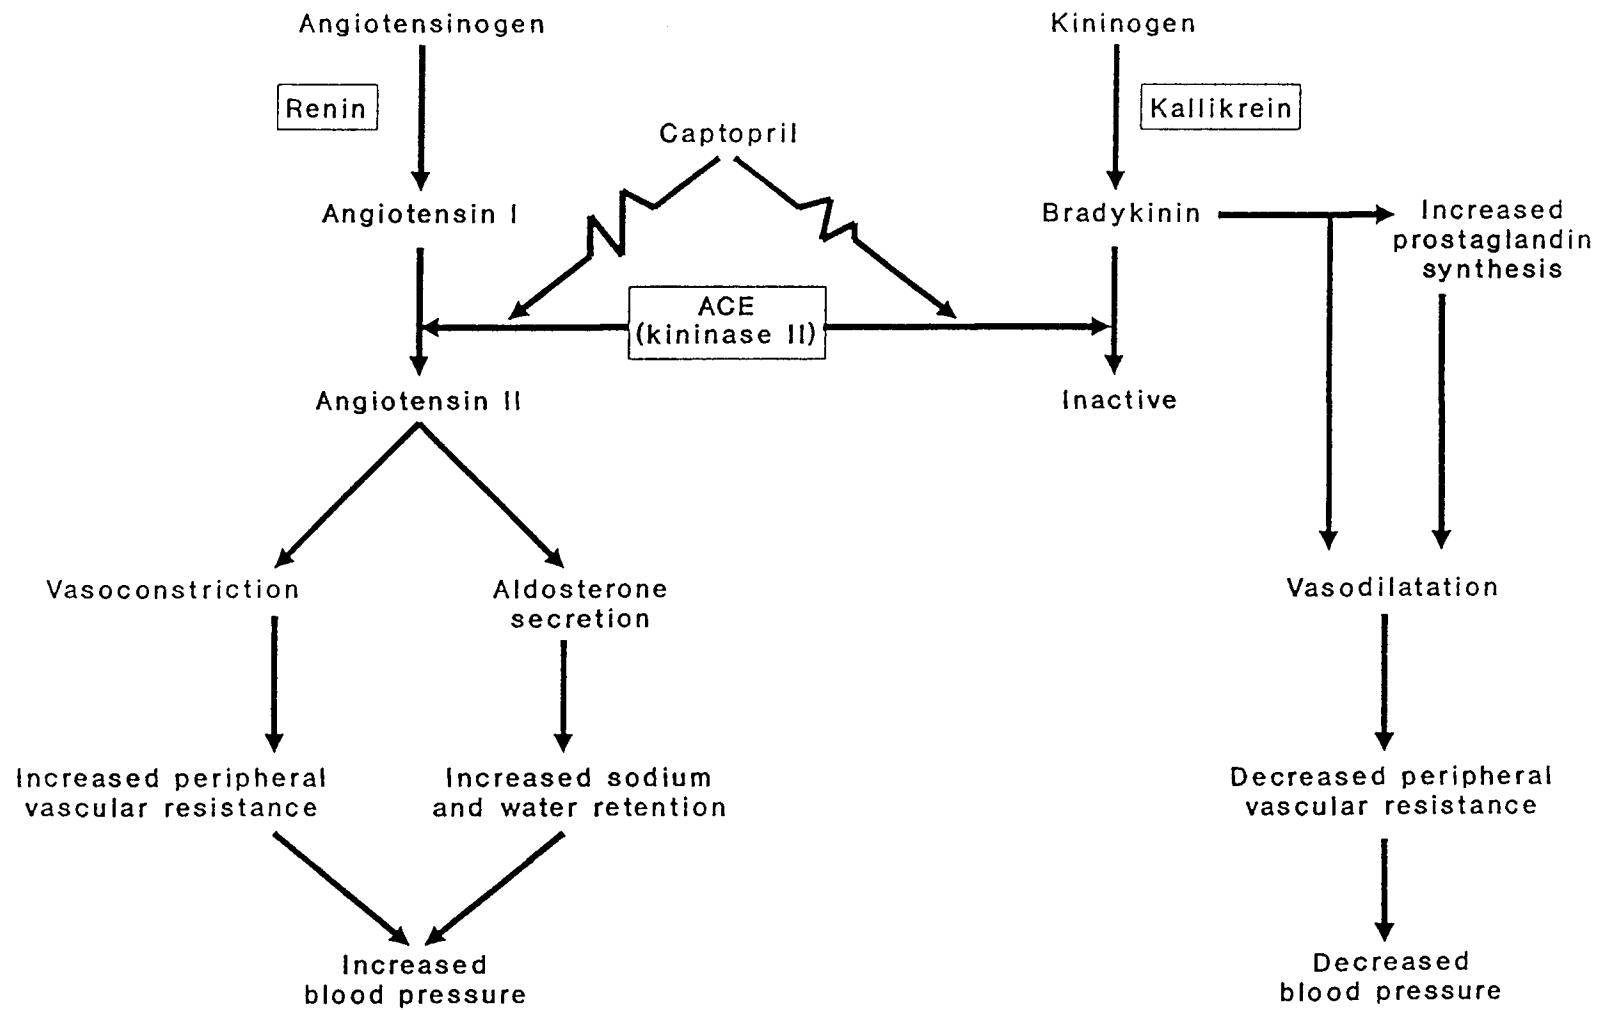 Angiotensinogen
Kininogen
Renin
Kallikrein
Captopril
Angiotensin I
Bradykinin
Increased
prostaglandin
synthesis
ACE
(kininase II)
Angiotensin II
Inactive
Vasoconstriction
Aldosterone
secretion
Vasodilatation
Increased peripheral
vascular resistance
Increased sodium
and water retention
Decreased peripheral
vascular resistance
Increased
blood pressure
Decreased
blood pressure